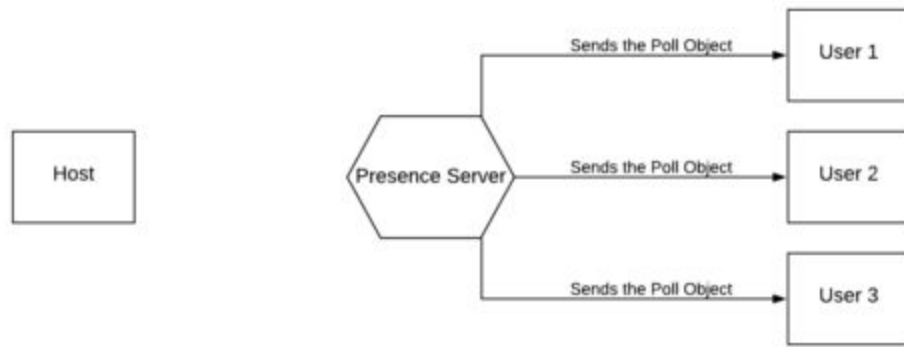 Sends the Poll Object
User 1
Host
Presence Server
Sends the Poll Object
User 2
Sends the Poll Object
User 3